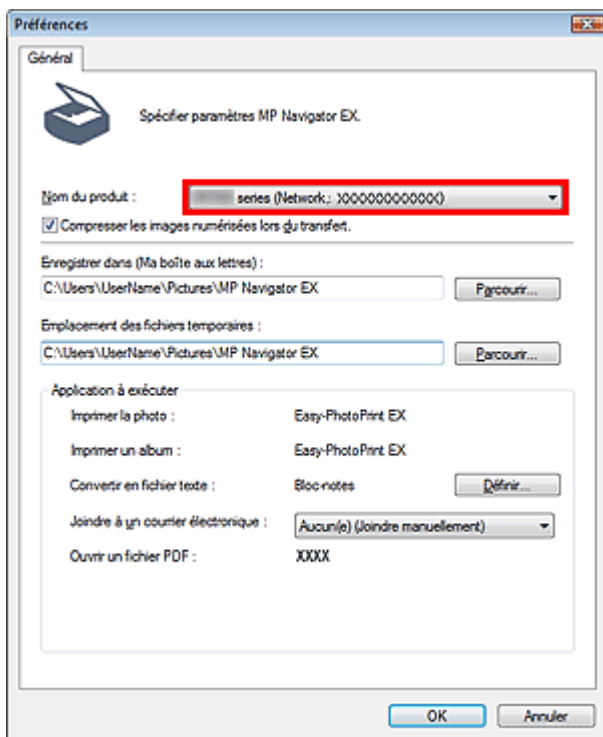 Préférences
Général
Spécifier paramètres MP Navigator EX.
Nom du produit : series (Network ; XXXXXXXXXXXXX)
Compresser les images numérisées lors du transfert.
Enregistrer dans (Ma boîte aux lettres) :
C:\Users\UserName\Pictures\MP Navigator EX Parcourir...
Emplacement des fichiers temporaires :
C:\Users\UserName\Pictures\MP Navigator EX Parcourir...
Application à exécuter
Imprimer la photo : Easy-PhotoPrint EX
Imprimer un album : Easy-PhotoPrint EX
Convertir en fichier texte : Bloc-notes Définir...
Joindre à un courrier électronique : Aucun(e) (Joindre manuellement)
Ouvrir un fichier PDF : XXXX
OK Annuler